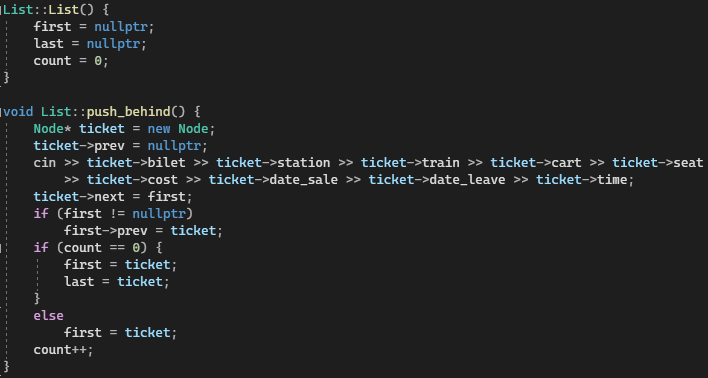 List::List() {
    first = nullptr;
    last = nullptr;
    count = 0;
}

void List::push_behind() {
    Node* ticket = new Node;
    ticket->prev = nullptr;
    cin >> ticket->bilet >> ticket->station >> ticket->train >> ticket->cart >> ticket->seat
        >> ticket->cost >> ticket->date_sale >> ticket->date_leave >> ticket->time;
    ticket->next = first;
    if (first != nullptr)
        first->prev = ticket;
    if (count == 0) {
        first = ticket;
        last = ticket;
    }
    else
        first = ticket;
    count++;
}